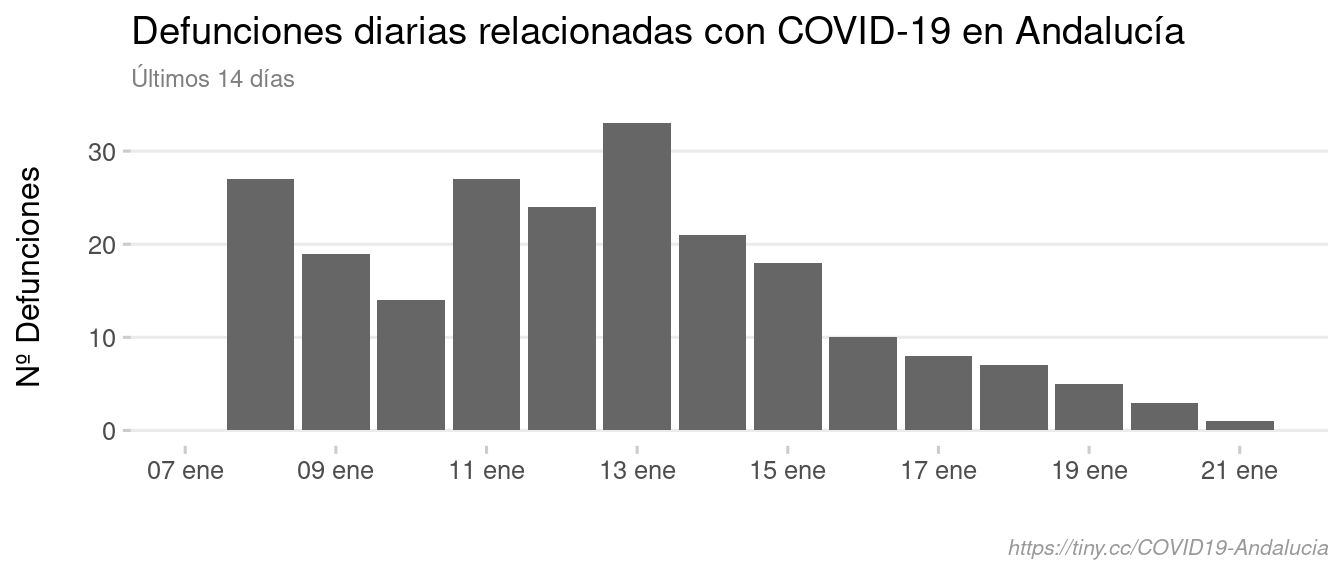 Defunciones diarias relacionadas con COVID-19 en Andalucía
Últimos 14 días
Nº Defunciones
30
20
10
0
07 ene 09 ene 11 ene 13 ene 15 ene 17 ene 19 ene 21 ene
https://tiny.cc/COVID19-Andalucia